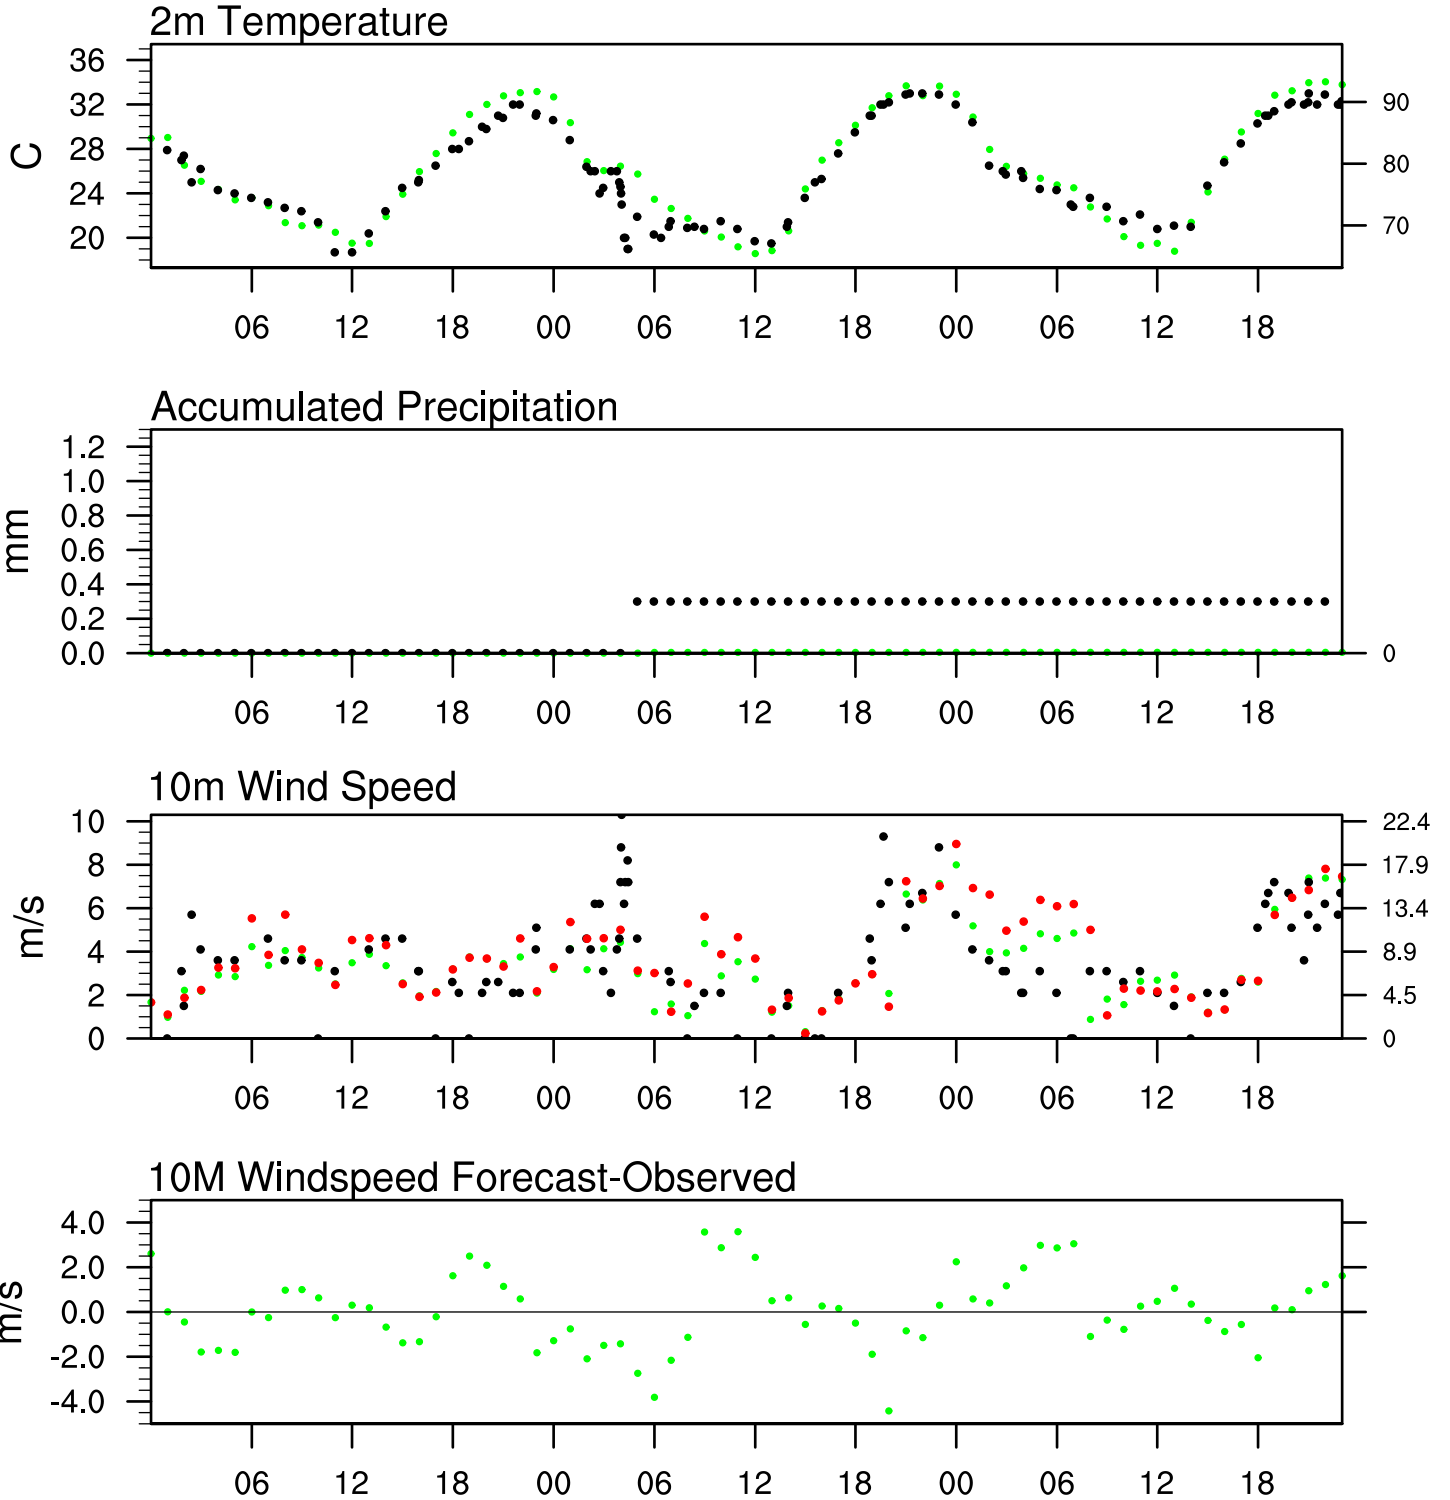 2m Temperature
36
32
28
24
20
C
90
80
70
06 12 18 00 06 12 18 00 06 12 18
Accumulated Precipitation
1.2
1.0
0.8
0.6
0.4
0.2
0.0
mm
0
06 12 18 00 06 12 18 00 06 12 18
10m Wind Speed
10
8
6
4
2
0
m/s
22.4
17.9
13.4
8.9
4.5
0
06 12 18 00 06 12 18 00 06 12 18
10M Windspeed Forecast-Observed
4.0
2.0
0.0
-2.0
-4.0
m/s
06 12 18 00 06 12 18 00 06 12 18